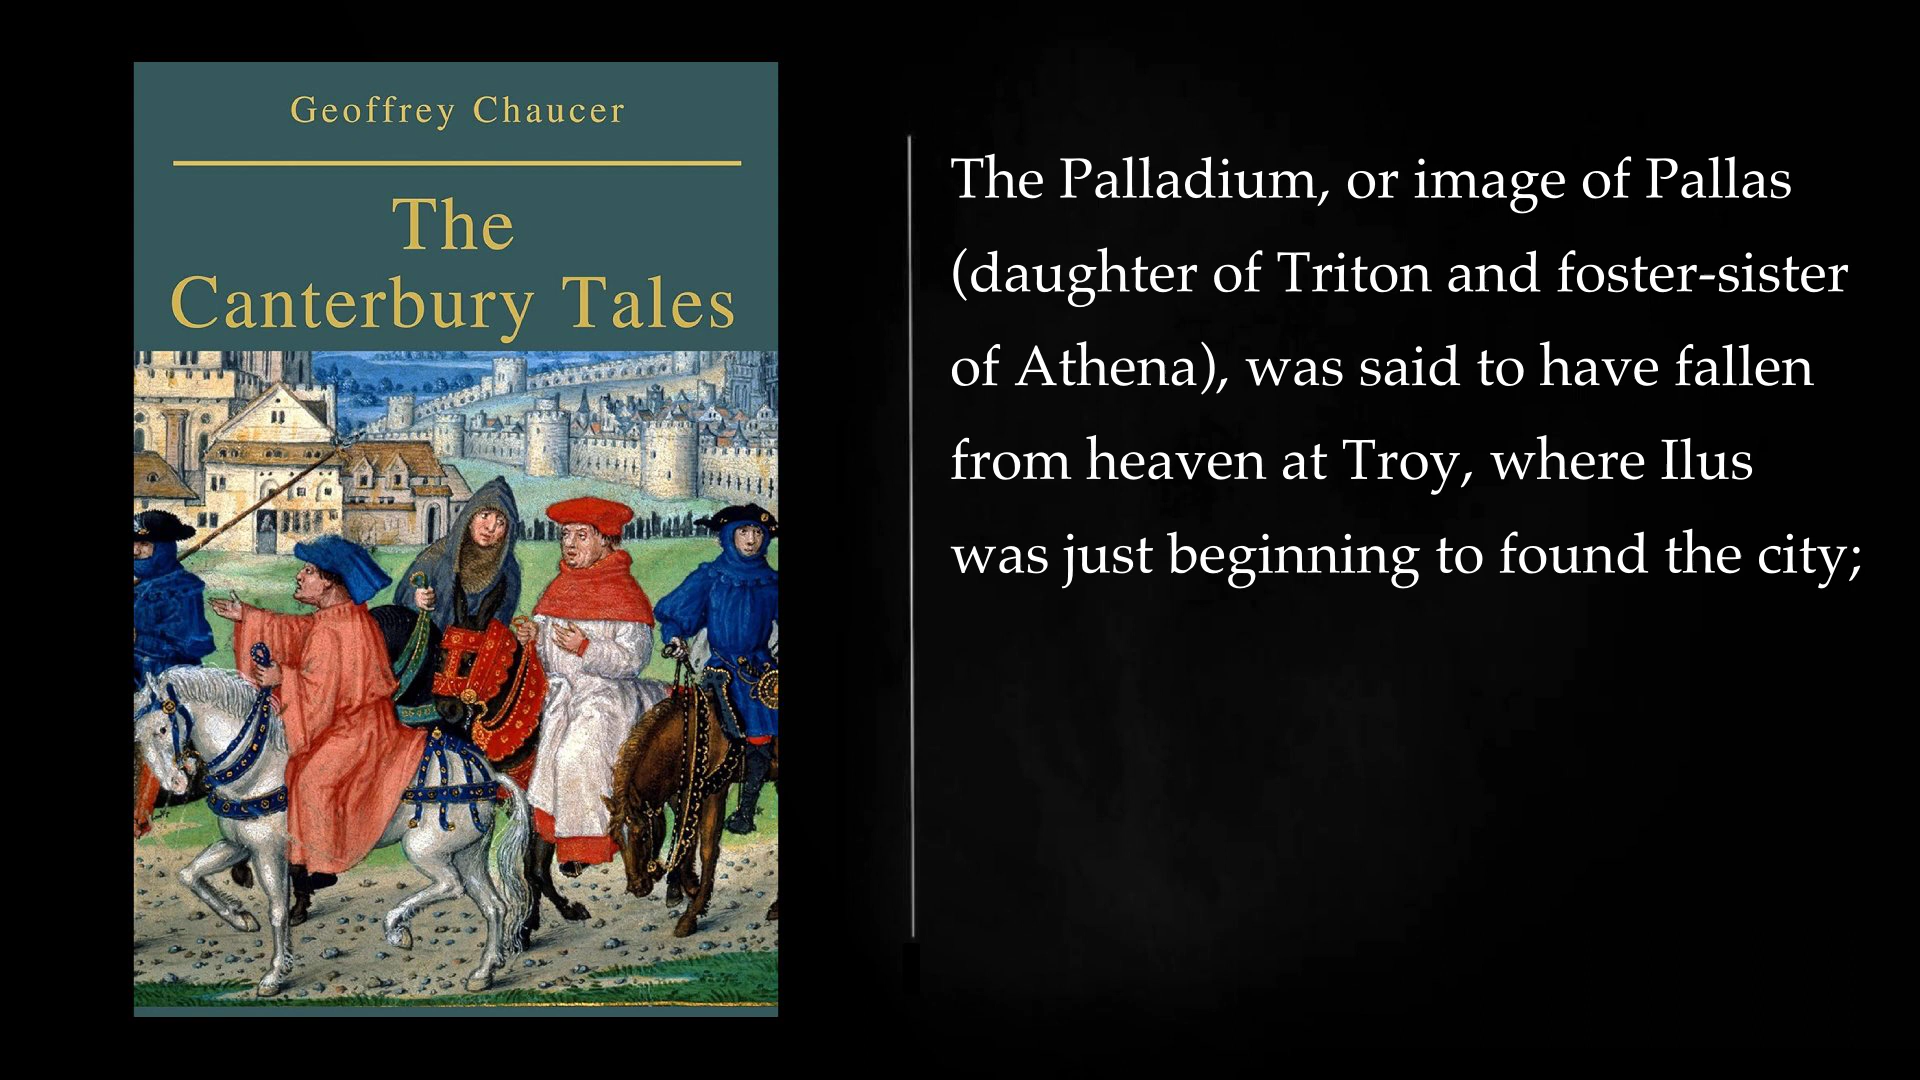 Geoffrey Chaucer
The
Canterbury Tales
The Palladium, or image of Pallas
(daughter of Triton and foster-sister
of Athena), was said to have fallen
from heaven at Troy, where Ilus
was just beginning to found the city;